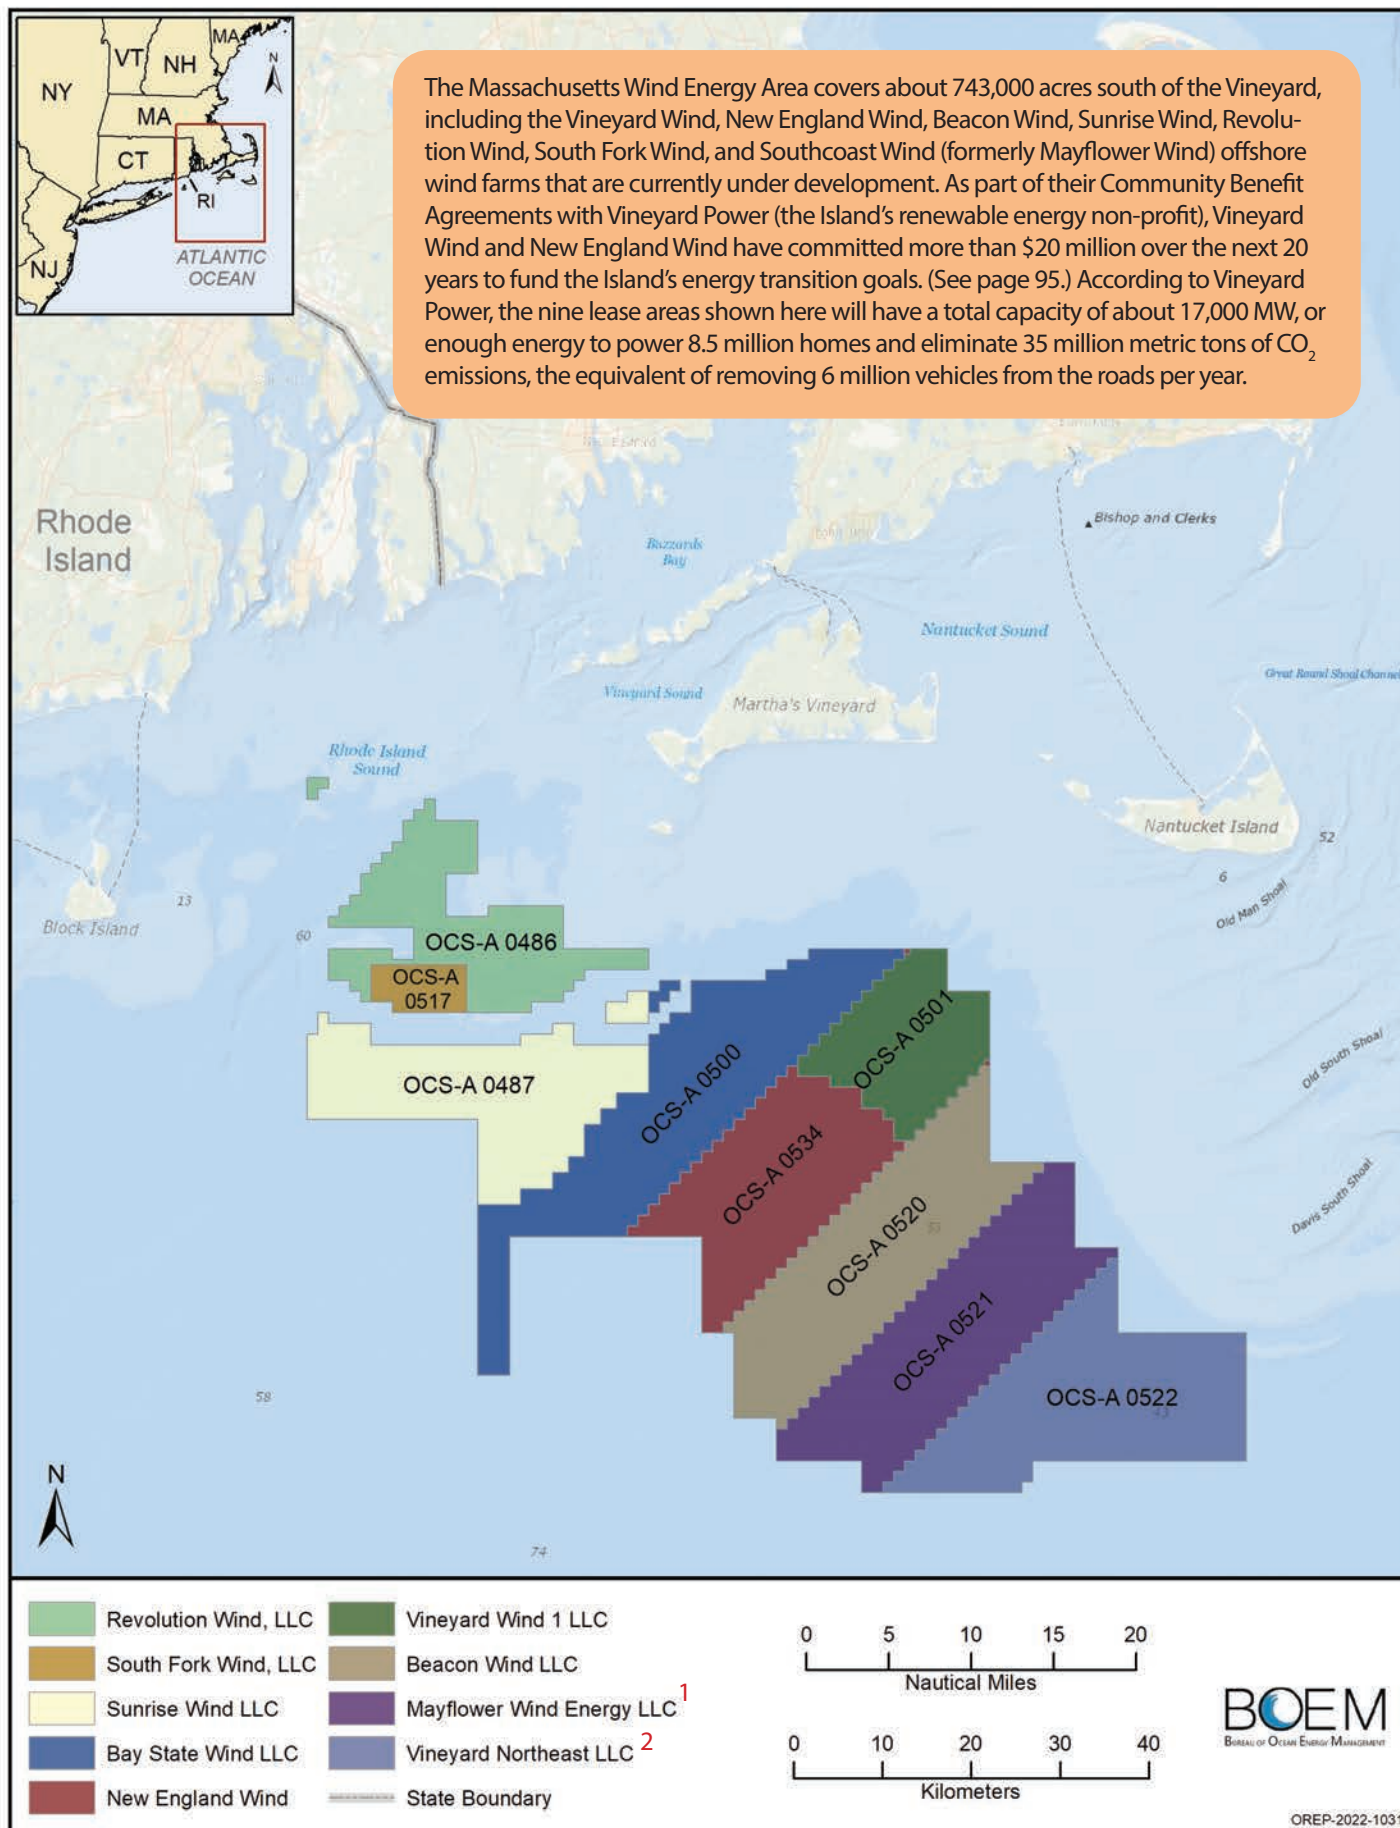 MA
VT
NH
N
NY
MA
CT
RI
NJ
ATLANTIC
OCEAN
The Massachusetts Wind Energy Area covers about 743,000 acres south of the Vineyard,
including the Vineyard Wind, New England Wind, Beacon Wind, Sunrise Wind, Revolu-
tion Wind, South Fork Wind, and Southcoast Wind (formerly Mayflower Wind) offshore
wind farms that are currently under development. As part of their Community Benefit
Agreements with Vineyard Power (the Island's renewable energy non-profit), Vineyard
Wind and New England Wind have committed more than $20 million over the next 20
years to fund the Island's energy transition goals. (See page 95.) According to Vineyard
Power, the nine lease areas shown here will have a total capacity of about 17,000 MW, or
enough energy to power 8.5 million homes and eliminate 35 million metric tons of CO2
emissions, the equivalent of removing 6 million vehicles from the roads per year.
Rhode
Island
Bishop and Clerks
Buzzards
Bay
Nantucket Sound
Great Round Shoal Channel
Vineyard Sound
Martha's Vineyard
Rhode Island
Sound
Nantucket Island
52
6
Old Man Shoal
13
Block Island
60
OCS-A 0486
OCS-A
0517
OCS-A 0501
OCS-A 0500
OCS-A 0487
Old South Shoal
OCS-A 0534
Davis South Shoal
OCS-A 0520
OCS-A 0521
OCS-A 0522
58
N
74
Revolution Wind, LLC
South Fork Wind, LLC
Sunrise Wind LLC
Bay State Wind LLC
New England Wind
Vineyard Wind 1 LLC
Beacon Wind LLC
Mayflower Wind Energy LLC 1
Vineyard Northeast LLC 2
State Boundary
0 5 10 15 20
Nautical Miles
0 10 20 30 40
Kilometers
BOEM
BUREAU OF OCEAN ENERGY MANAGEMENT
OREP-2022-1031